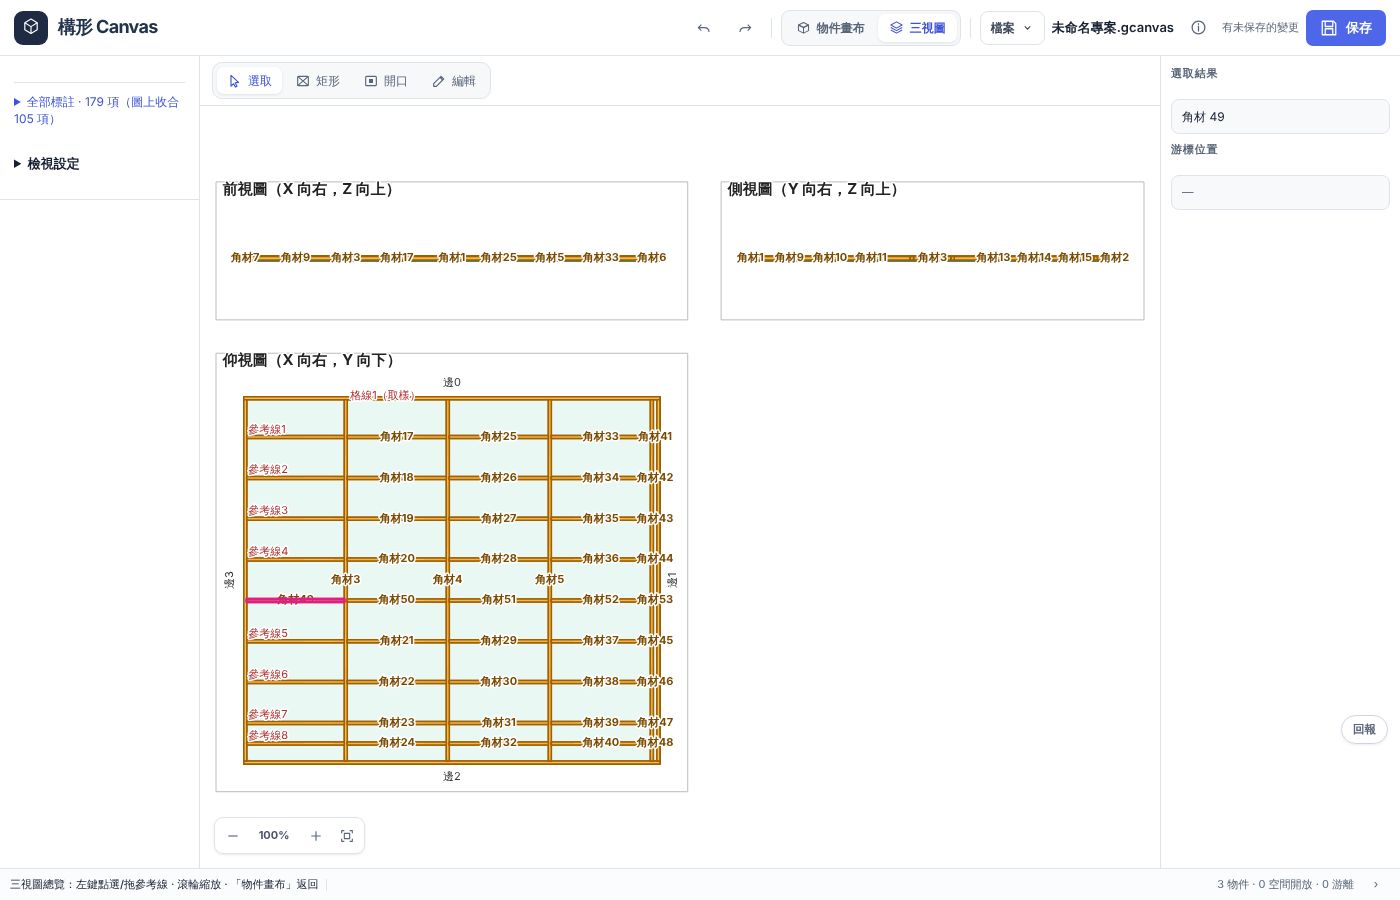 構形 Canvas
物件畫布
三視圖
檔案
未命名專案.gcanvas
有未保存的變更
保存
全部標註 · 179 項（圖上收合
105 項）
檢視設定
選取
矩形
開口
編輯
選取結果
角材 49
游標位置
—
前視圖（X 向右，Z 向上）
角材7 角材9 角材3 角材17 角材1 角材25 角材5 角材33 角材6
側視圖（Y 向右，Z 向上）
角材1 角材9 角材10 角材11 角材3 角材13 角材14 角材15 角材2
仰視圖（X 向右，Y 向下）
邊0
格線1（取樣）
參考線1
角材17 角材25 角材33 角材41
參考線2
角材18 角材26 角材34 角材42
參考線3
角材19 角材27 角材35 角材43
參考線4
角材20 角材28 角材36 角材44
邊3
角材3 角材4 角材5
邊1
角材49 角材50 角材51 角材52 角材53
參考線5
角材21 角材29 角材37 角材45
參考線6
角材22 角材30 角材38 角材46
參考線7
角材23 角材31 角材39 角材47
參考線8
角材24 角材32 角材40 角材48
邊2
回報
100%
三視圖總覽：左鍵點選/拖參考線 · 滾輪縮放 · 「物件畫布」返回
3 物件 · 0 空間開放 · 0 游離